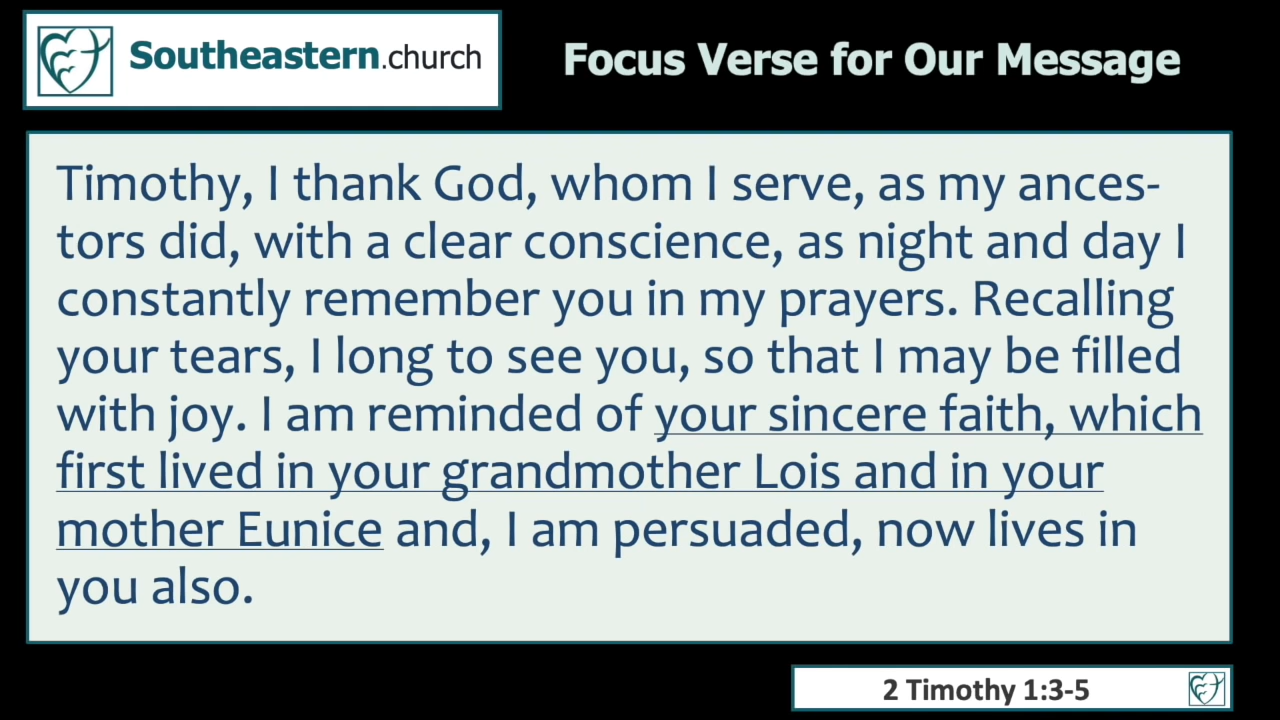 Southeastern.church
Focus Verse for Our Message
Timothy, I thank God, whom I serve, as my ances-
tors did, with a clear conscience, as night and day I
constantly remember you in my prayers. Recalling
your tears, I long to see you, so that I may be filled
with joy. I am reminded of your sincere faith, which
first lived in your grandmother Lois and in your
mother Eunice and, I am persuaded, now lives in
you also.
2 Timothy 1:3-5